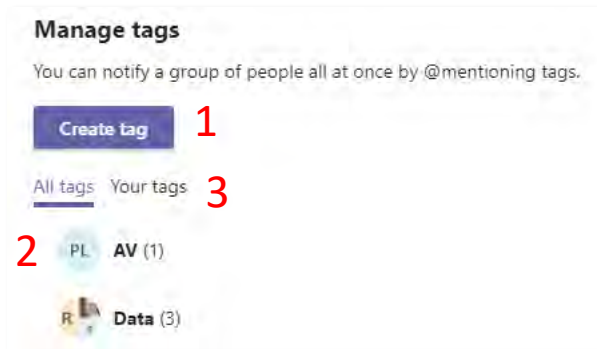 Manage tags
You can notify a group of people all at once by @mentioning tags.
Create tag 1
All tags Your tags 3
2 PL AV (1)
R Data (3)